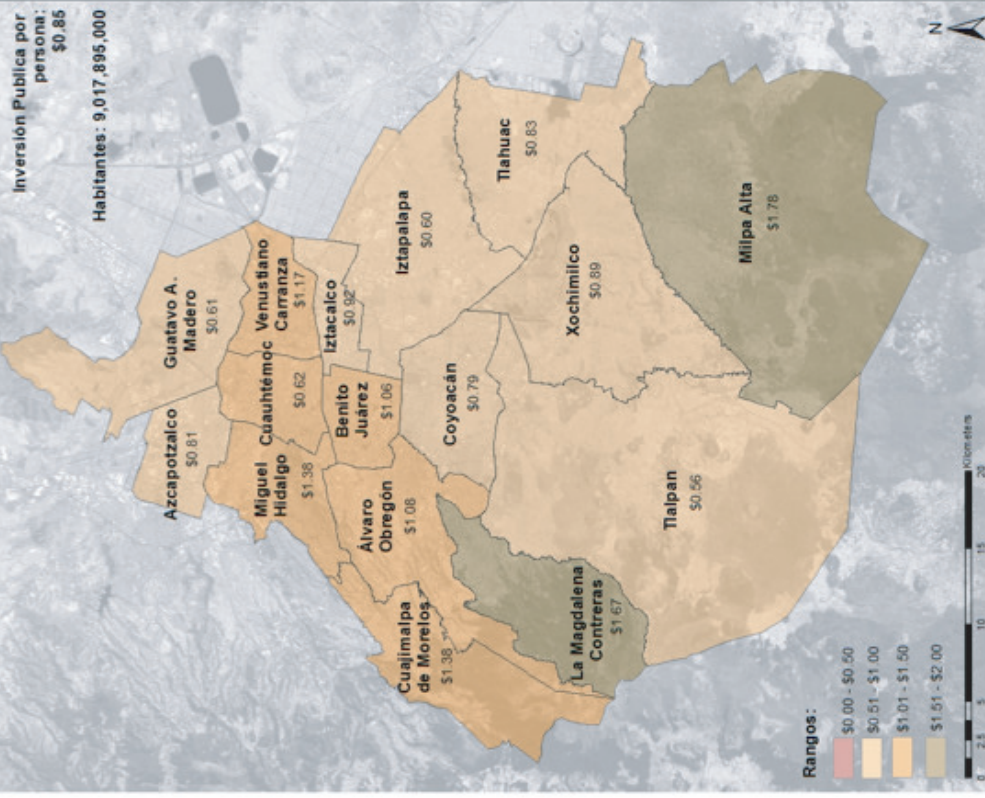 Inversión Publica por
persona:
$0.85
Habitantes: 9,017,895,000
N
Guatavo A.
Madero
$0.61
Azcapotzalco
$0.81
Venustiano
Carranza
$1.17
Cuauhtémoc
$0.62
Miguel
Hidalgo
$1.38
Iztacalco
$0.92
Benito
Juárez
$1.06
Iztapalapa
$0.60
Álvaro
Obregón
$1.08
Coyoacán
$0.79
Tlahuac
$0.83
Cuajimalpa
de Morelos
$1.38
Xochimilco
$0.89
La Magdalena
Contreras
$1.67
Tlalpan
$0.56
Milpa Alta
$1.78
Rangos:
$0.00 - $0.50
$0.51 - $1.00
$1.01 - $1.50
$1.51 - $2.00
0 2.5 5 10 15 20
Kilometers